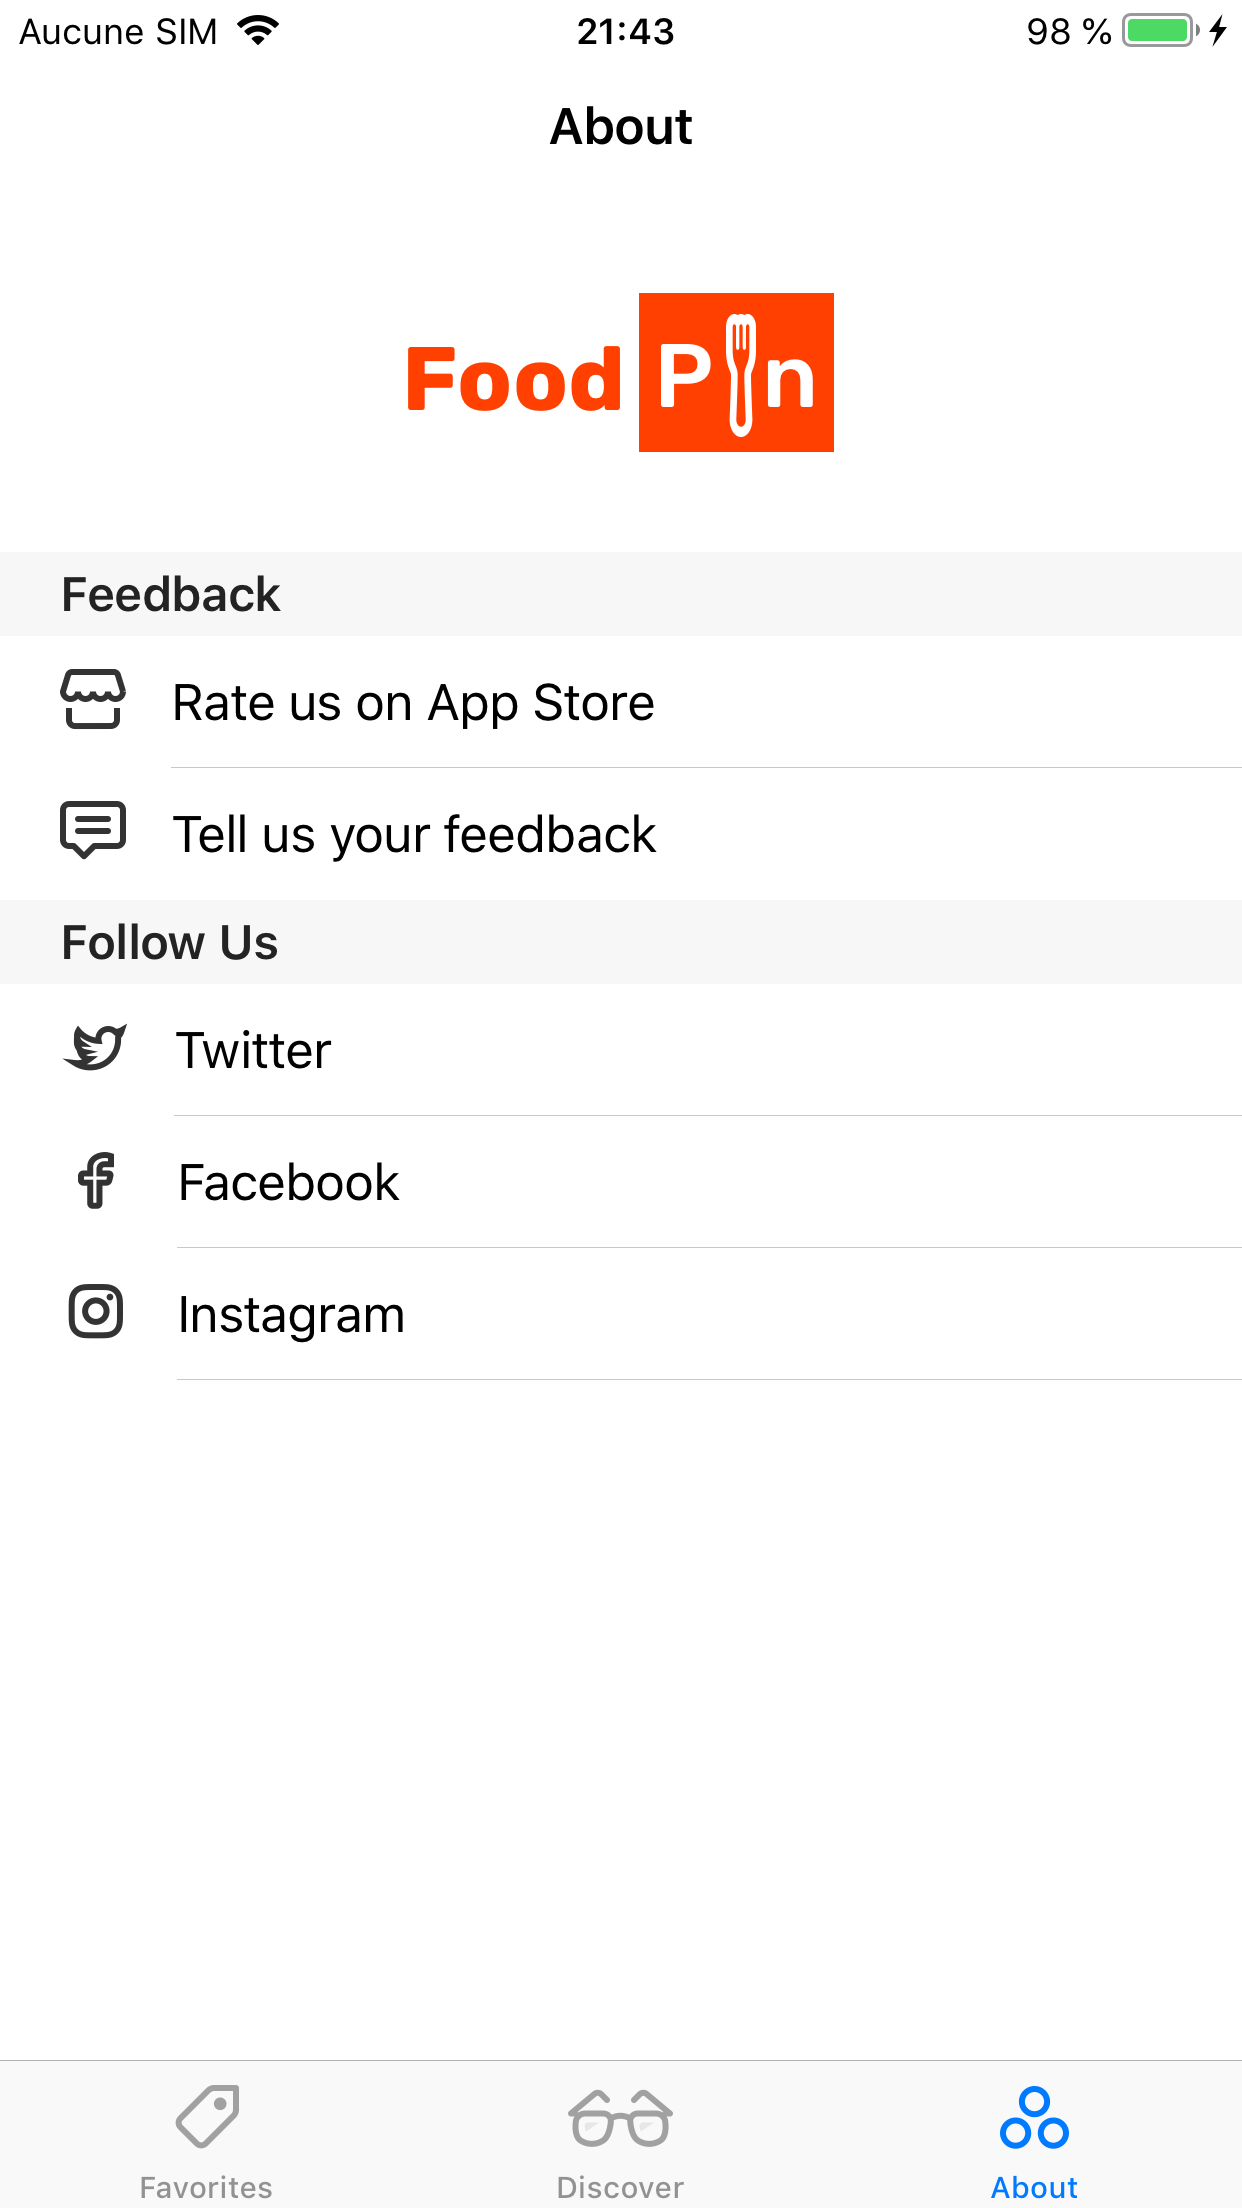 Aucune SIM 21:43 98 %
About
Food Pin
Feedback
Rate us on App Store
Tell us your feedback
Follow Us
Twitter
Facebook
Instagram
Favorites Discover About